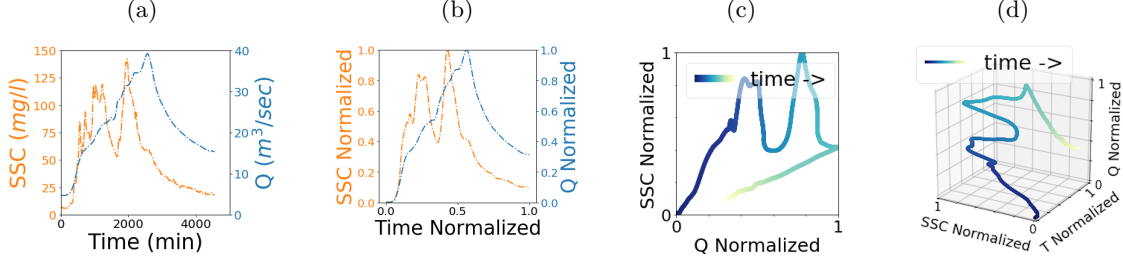 (a)
(b)
(c)
(d)
SSC (mg/l)
150
125
100
75
50
25
0
0
2000
4000
Time (min)
40
30
20
10
0
Q (m³/sec)
SSC Normalized
1.0
0.8
0.6
0.4
0.2
0.0
0.0
0.5
1.0
Time Normalized
1.0
0.8
0.6
0.4
0.2
0.0
Q Normalized
SSC Normalized
1
0
time ->
0
1
Q Normalized
time ->
1
SSC Normalized
0
T Normalized
1
0
1
Q Normalized